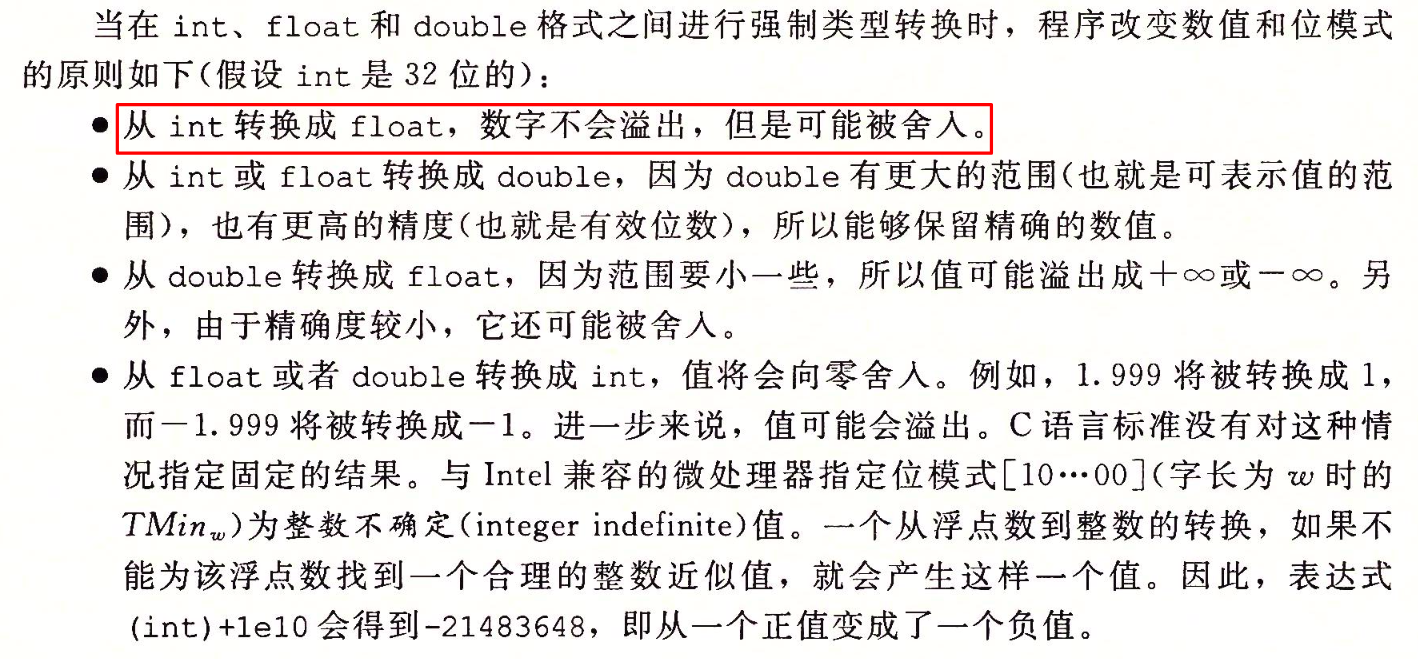 当在 int、float 和 double 格式之间进行强制类型转换时，程序改变数值和位模式
的原则如下(假设 int 是 32 位的)：
● 从 int 转换成 float，数字不会溢出，但是可能被舍入。
● 从 int 或 float 转换成 double，因为 double 有更大的范围(也就是可表示值的范
围)，也有更高的精度(也就是有效位数)，所以能够保留精确的数值。
● 从 double 转换成 float，因为范围要小一些，所以值可能溢出成＋∞或－∞。另
外，由于精确度较小，它还可能被舍入。
● 从 float 或者 double 转换成 int，值将会向零舍入。例如，1.999 将被转换成 1，
而－1.999 将被转换成－1。进一步来说，值可能会溢出。C 语言标准没有对这种情
况指定固定的结果。与 Intel 兼容的微处理器指定位模式[10…00](字长为 w 时的
TMin_w)为整数不确定(integer indefinite)值。一个从浮点数到整数的转换，如果不
能为该浮点数找到一个合理的整数近似值，就会产生这样一个值。因此，表达式
(int)+1e10 会得到-21483648，即从一个正值变成了一个负值。